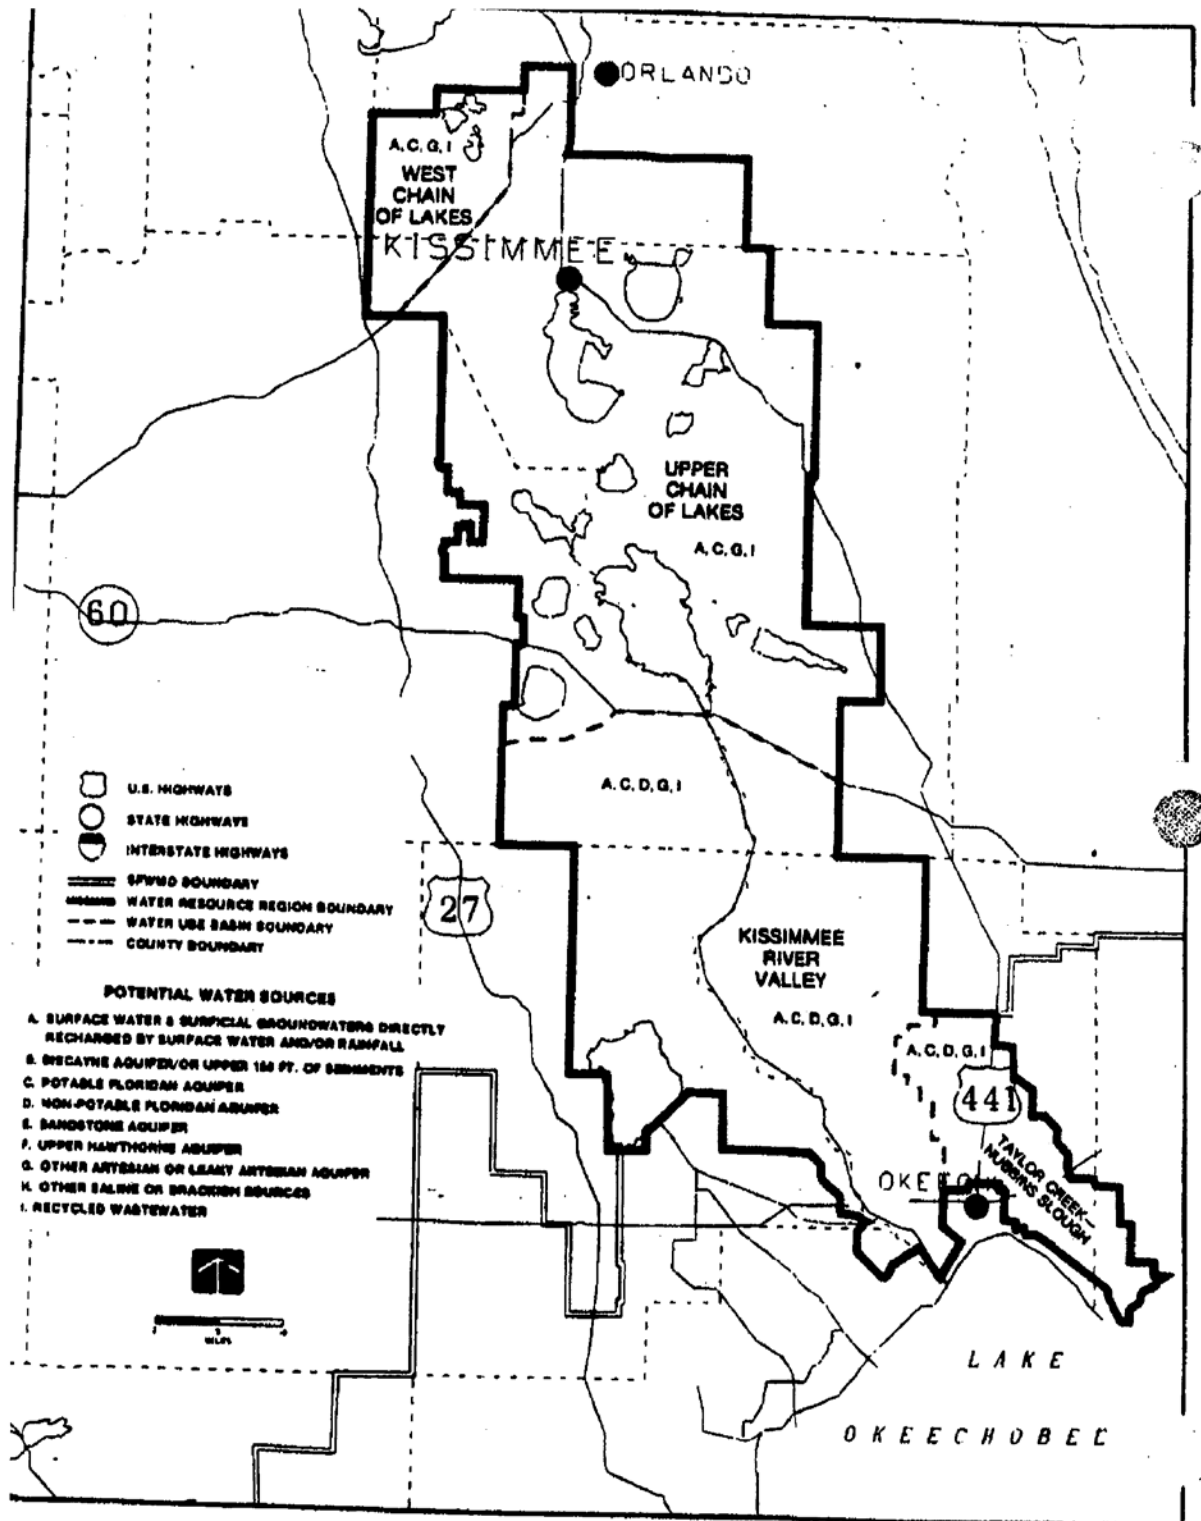 ORLANDO
A, C, G, I
WEST
CHAIN
OF LAKES
KISSIMMEE
UPPER
CHAIN
OF LAKES
A, C, G, I
60
A, C, D, G, I
U.S. HIGHWAYS
STATE HIGHWAYS
INTERSTATE HIGHWAYS
SFWMD BOUNDARY
WATER RESOURCE REGION BOUNDARY
WATER USE BASIN BOUNDARY
COUNTY BOUNDARY
27
KISSIMMEE
RIVER
VALLEY
A, C, D, G, I
POTENTIAL WATER SOURCES
A. SURFACE WATER & SURFICIAL GROUNDWATERS DIRECTLY
RECHARGED BY SURFACE WATER AND/OR RAINFALL
B. BISCAYNE AQUIFER/OR UPPER FT. OF SEDIMENTS
C. POTABLE FLORIDAN AQUIFER
D. NON-POTABLE FLORIDAN AQUIFER
E. SANDSTONE AQUIFER
F. UPPER HAWTHORNE AQUIFER
G. OTHER ARTESIAN OR LEAKY ARTESIAN AQUIFER
H. OTHER SALINE OR BRACKISH SOURCES
I. RECYCLED WASTEWATER
A, C, D, G, I
441
TAYLOR CREEK-
NUBBINS SLOUGH
MILES
LAKE
OKEECHOBEE